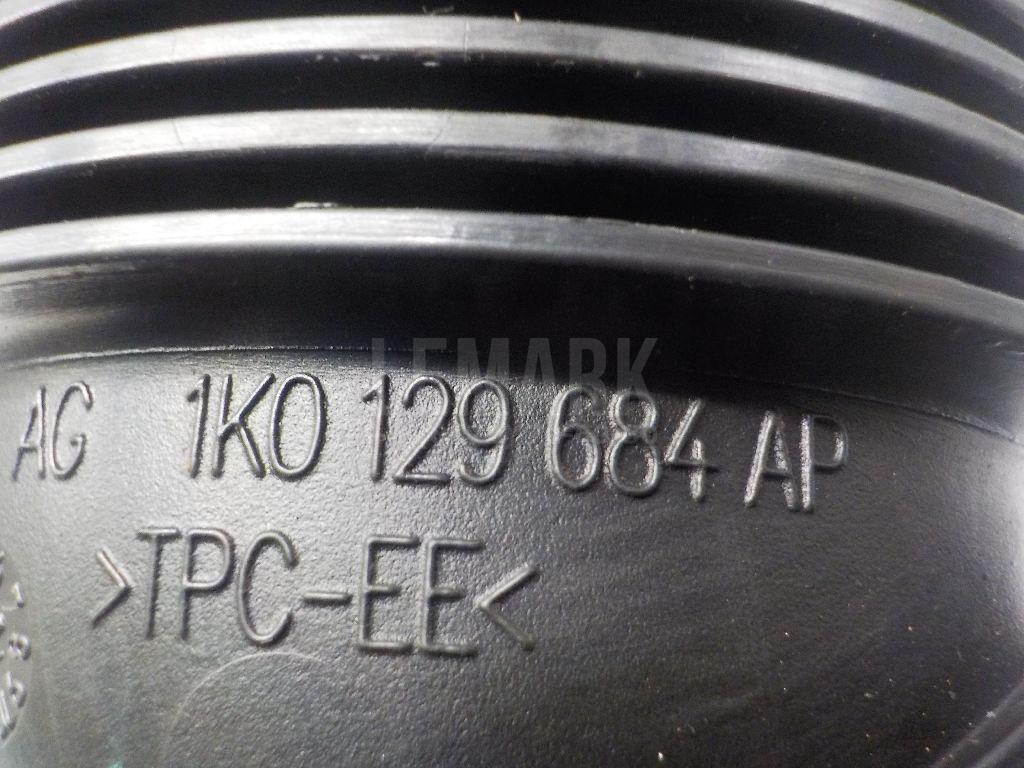 LEMARK
AG 1K0 129 684 AP
>TPC-EE<